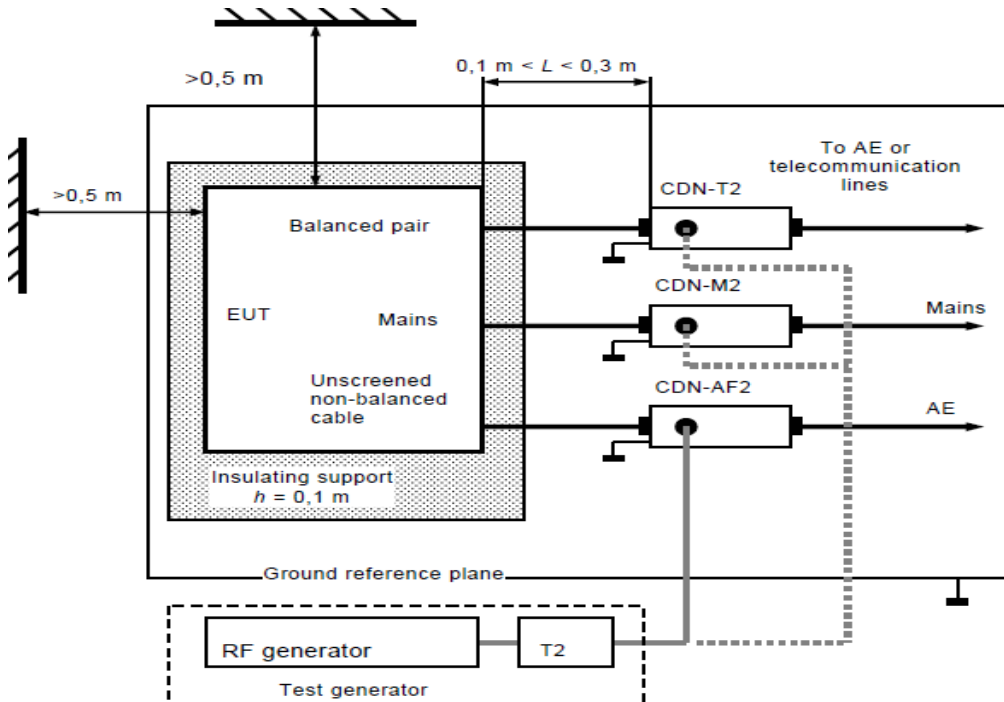 >0,5 m
0,1 m < L < 0,3 m
>0,5 m
To AE or
telecommunication
lines
CDN-T2
Balanced pair
CDN-M2
EUT
Mains
Mains
Unscreened
non-balanced
cable
CDN-AF2
AE
Insulating support
h = 0,1 m
Ground reference plane
RF generator
T2
Test generator